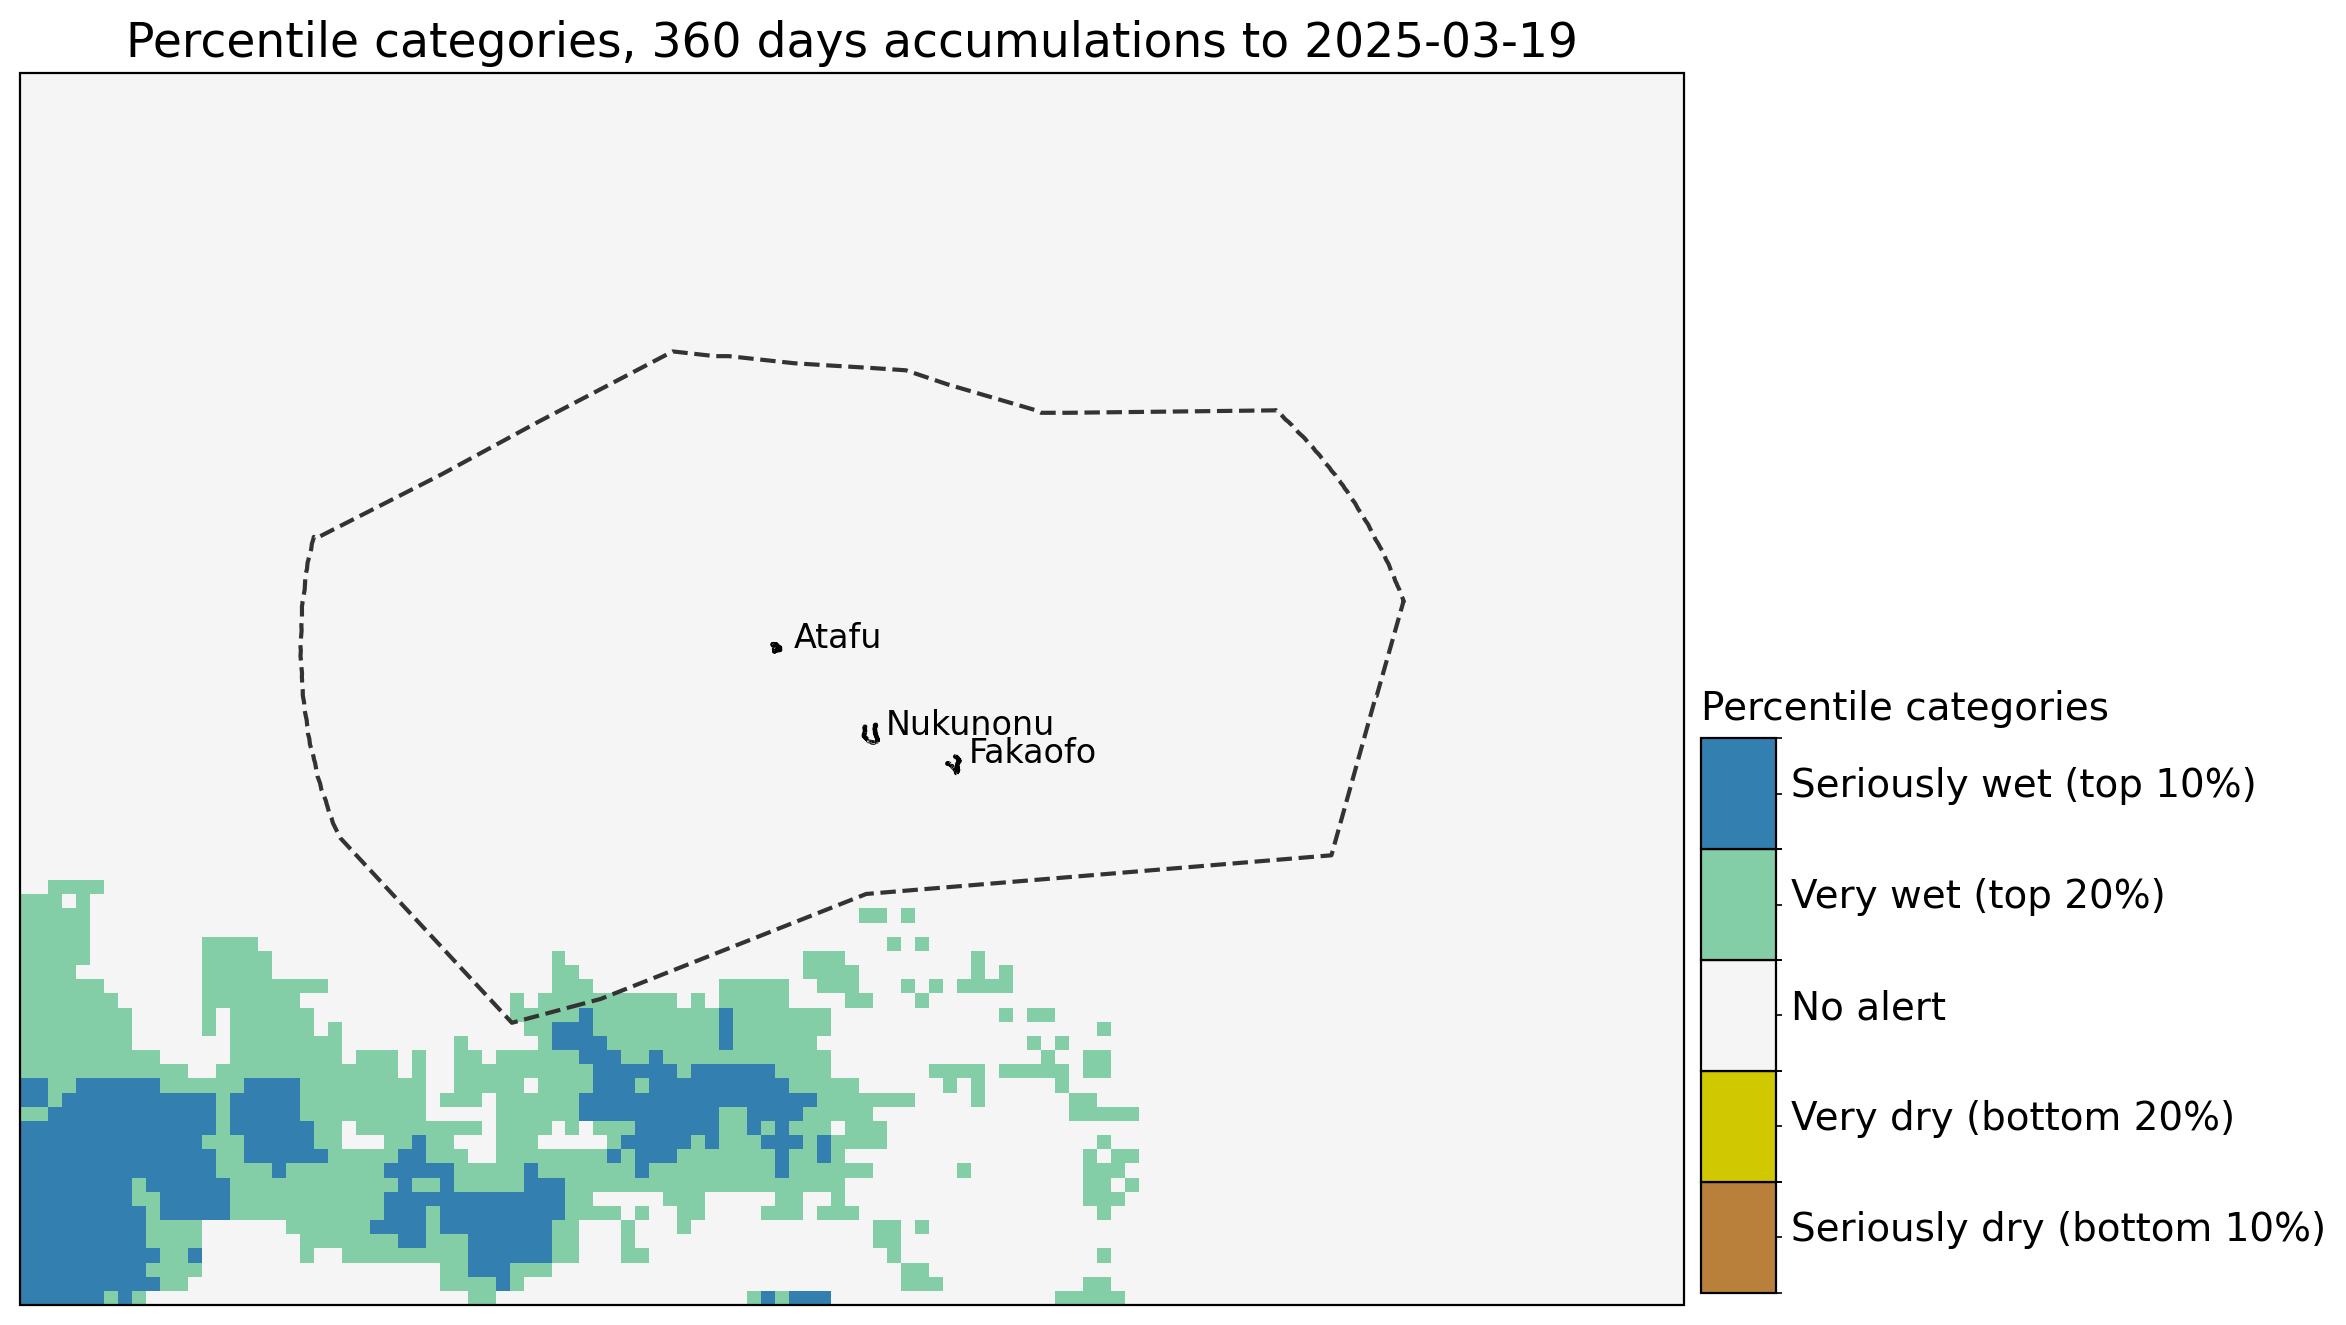 Percentile categories, 360 days accumulations to 2025-03-19
Atafu
Nukunonu
Fakaofo
Percentile categories
Seriously wet (top 10%)
Very wet (top 20%)
No alert
Very dry (bottom 20%)
Seriously dry (bottom 10%)